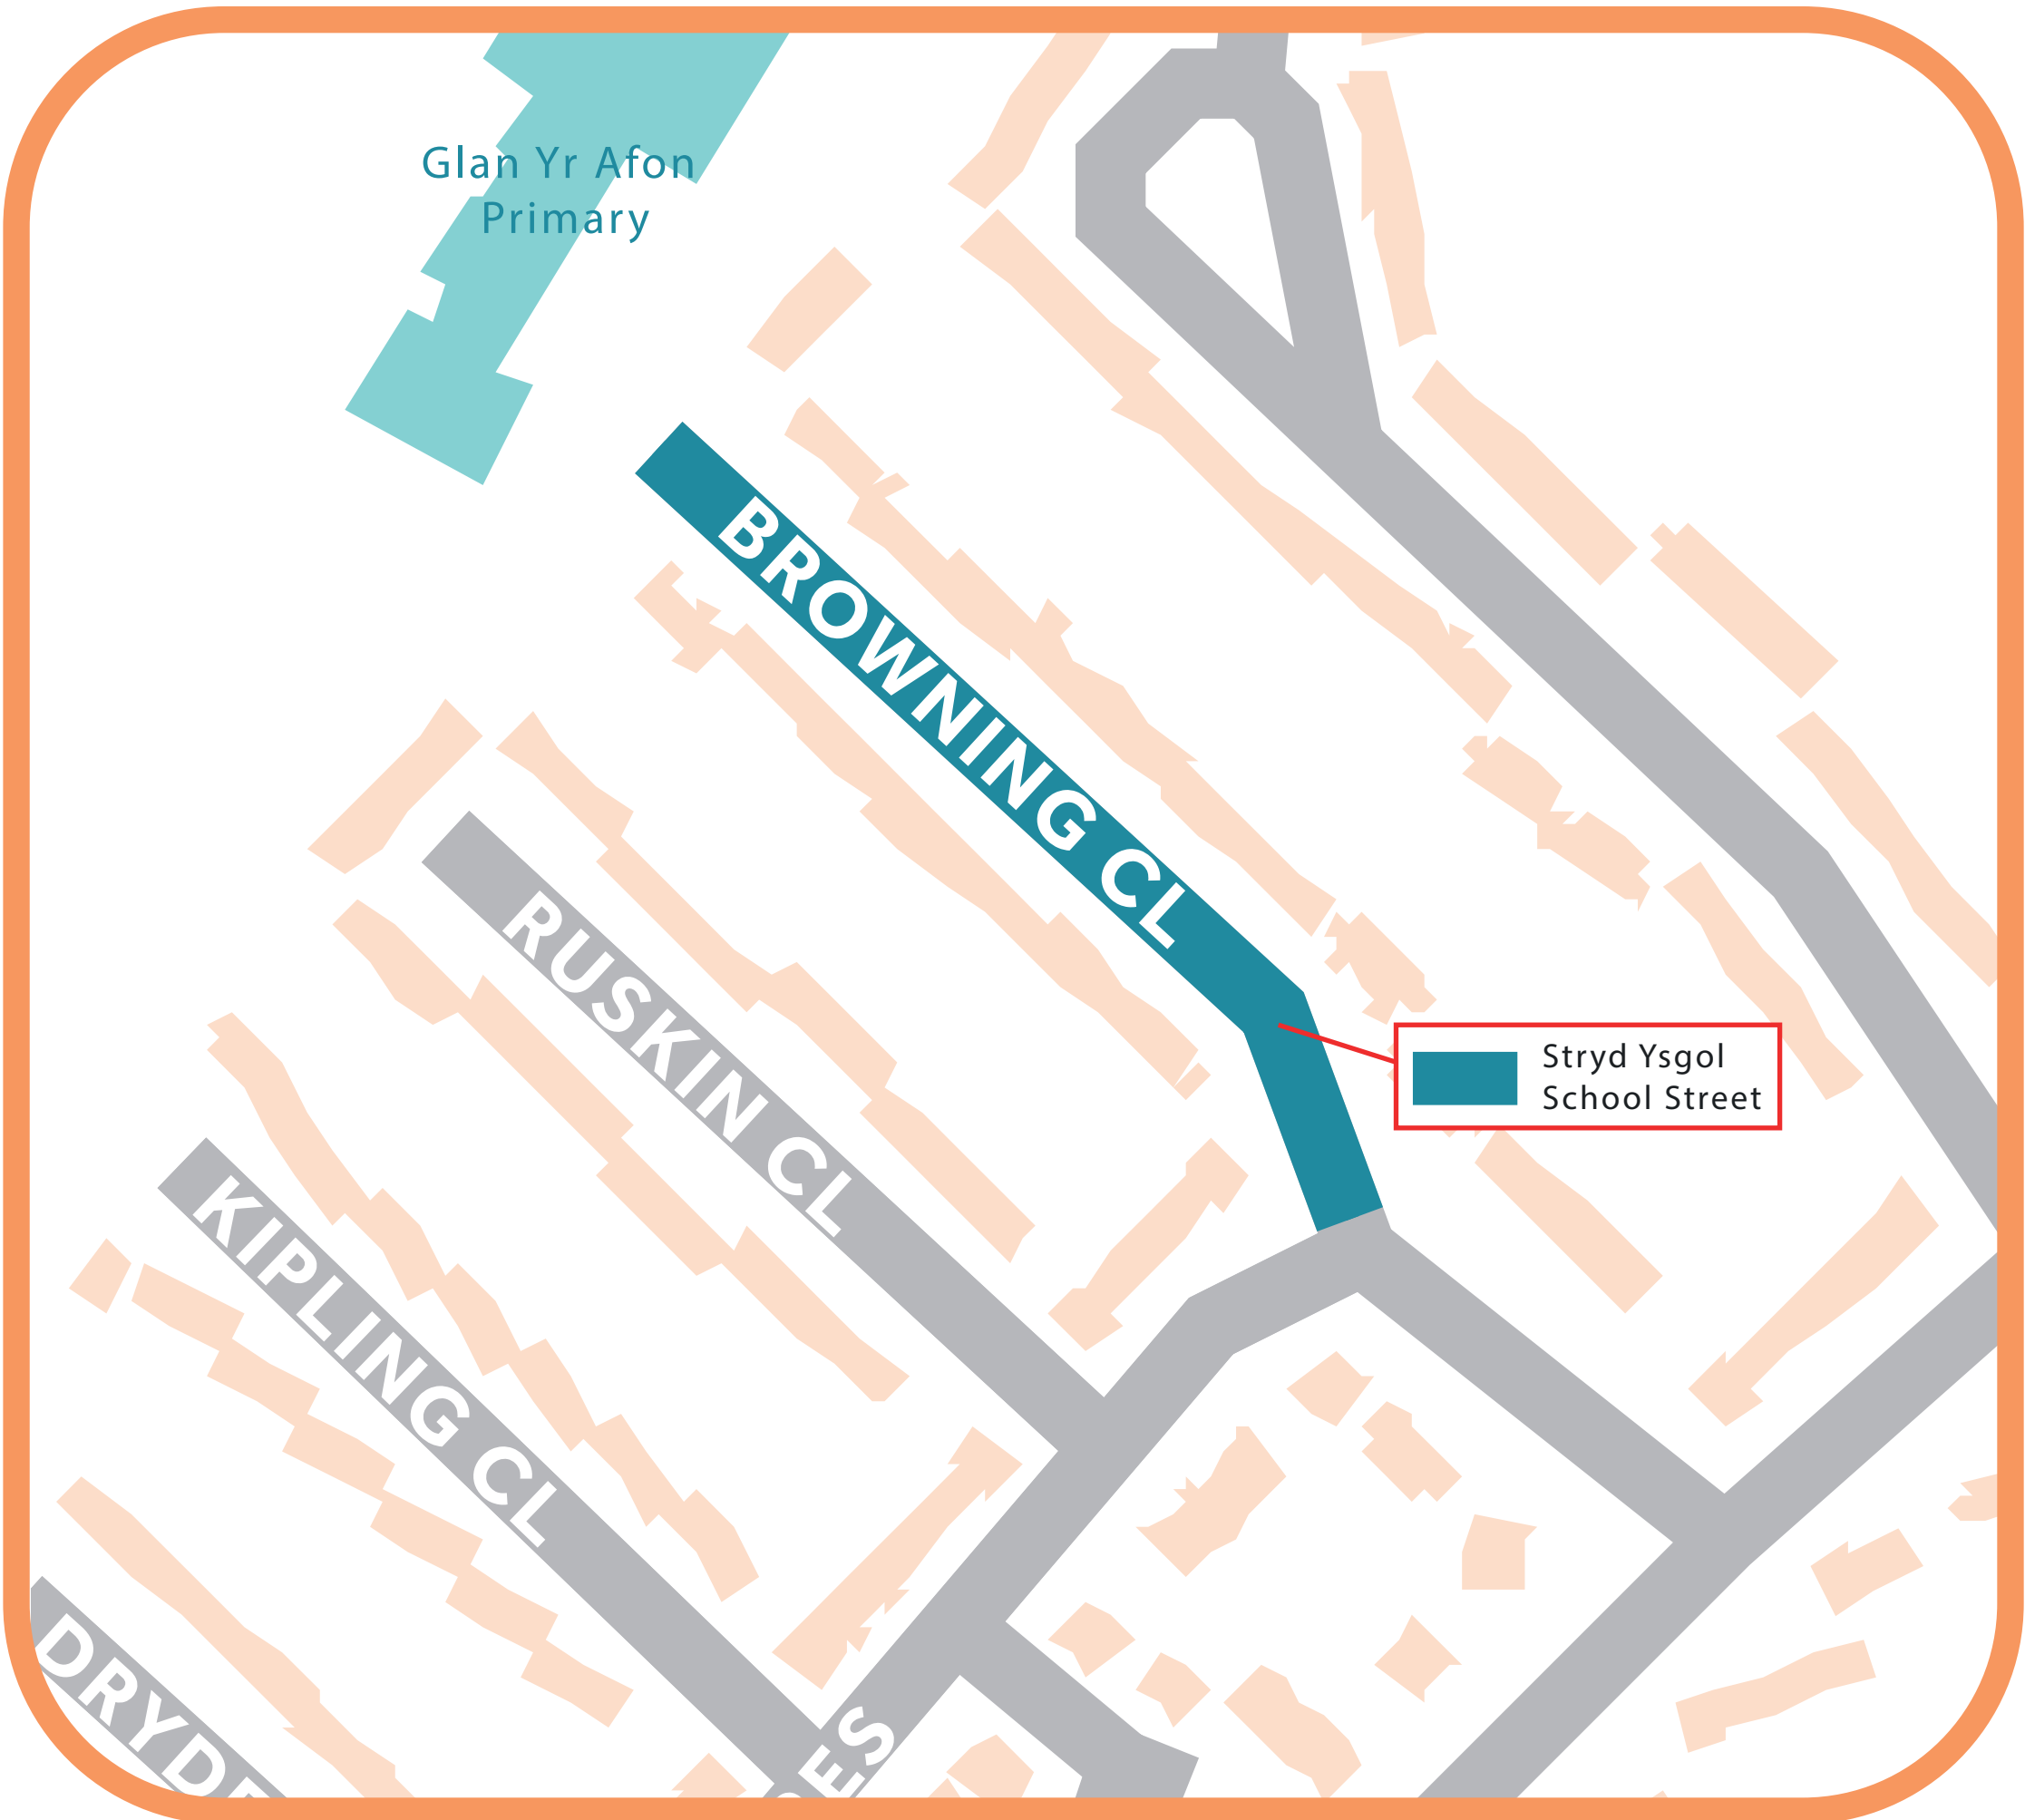 Glan Yr Afon
Primary
BROWNING CL
Stryd Ysgol
School Street
RUSKIN CL
KIPLING CL